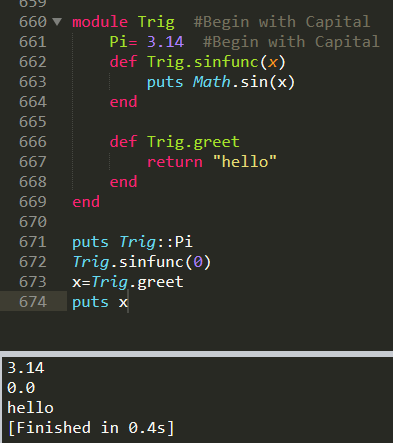 659
660 module Trig  #Begin with Capital
661     Pi= 3.14  #Begin with Capital
662     def Trig.sinfunc(x)
663         puts Math.sin(x)
664     end
665
666     def Trig.greet
667         return "hello"
668     end
669 end
670
671 puts Trig::Pi
672 Trig.sinfunc(0)
673 x=Trig.greet
674 puts x
3.14
0.0
hello
[Finished in 0.4s]